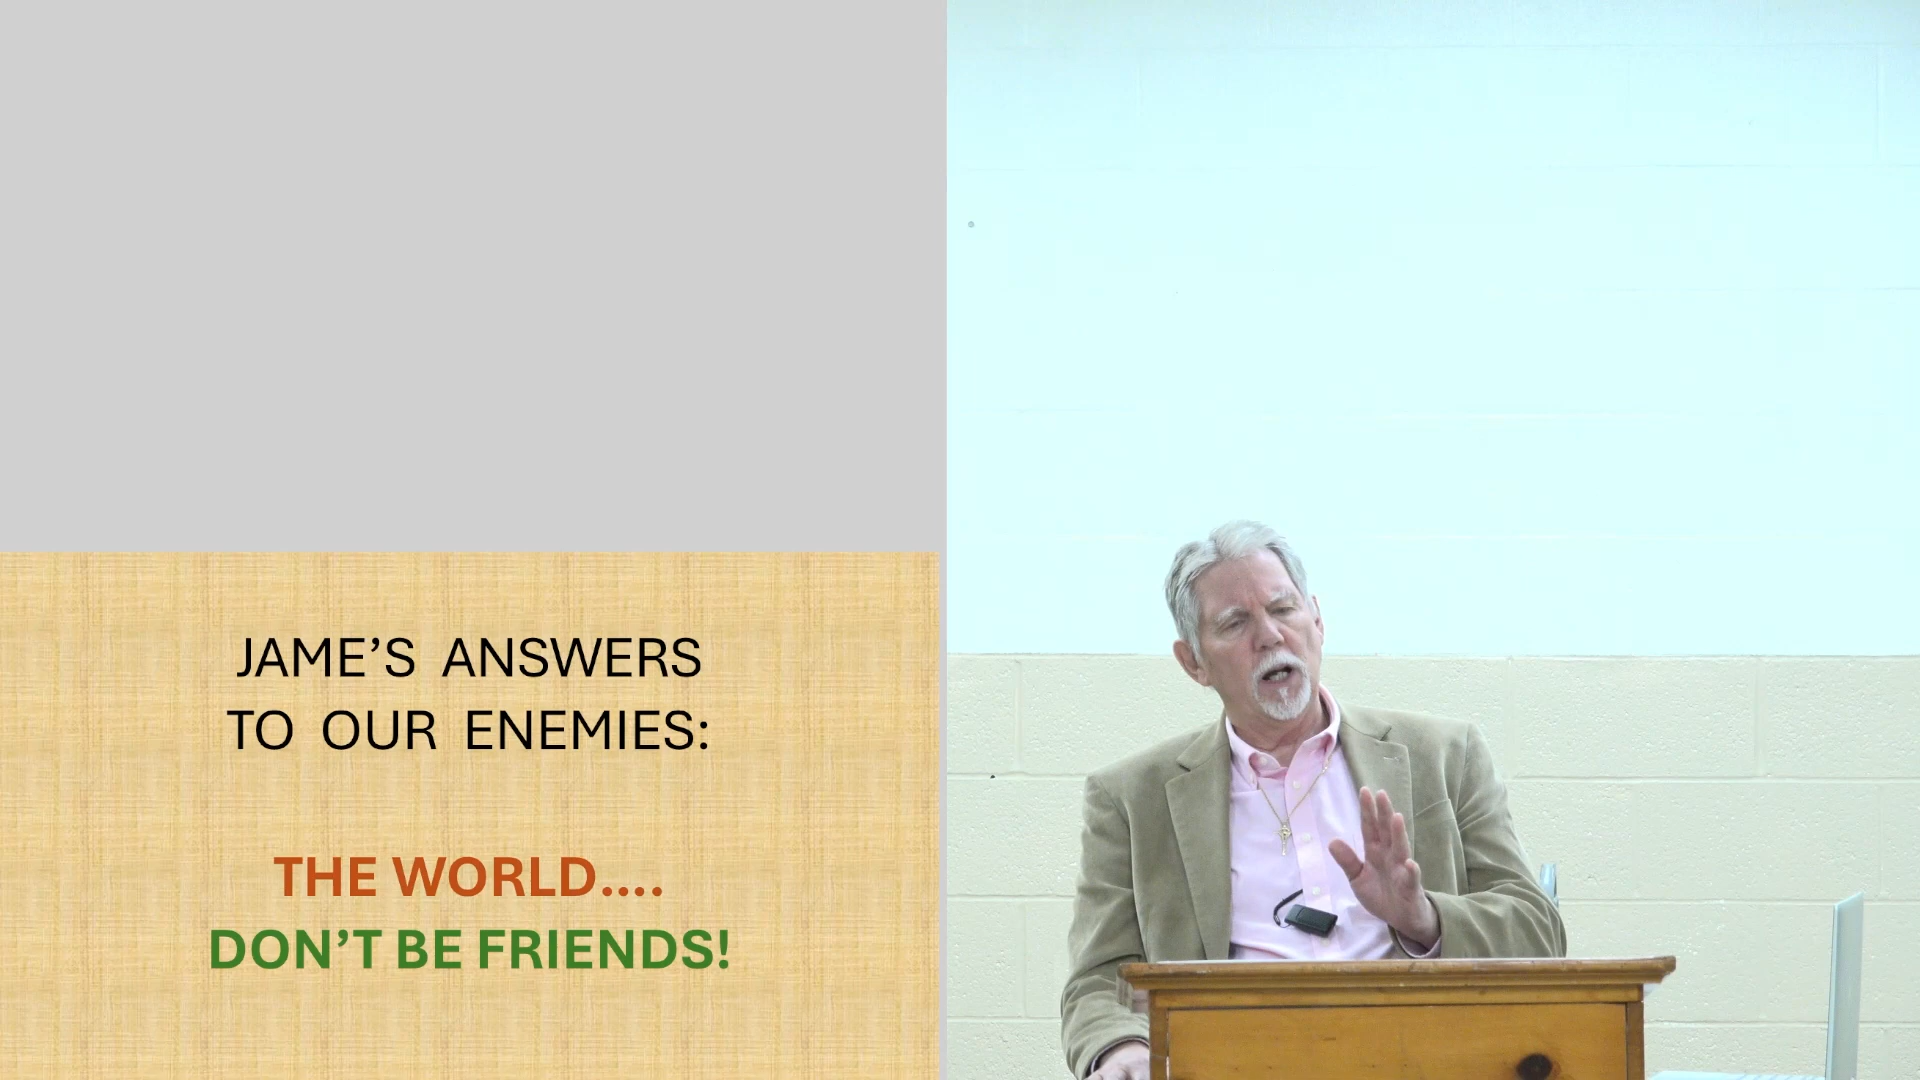 JAME’S ANSWERS
TO OUR ENEMIES:
THE WORLD….
DON’T BE FRIENDS!